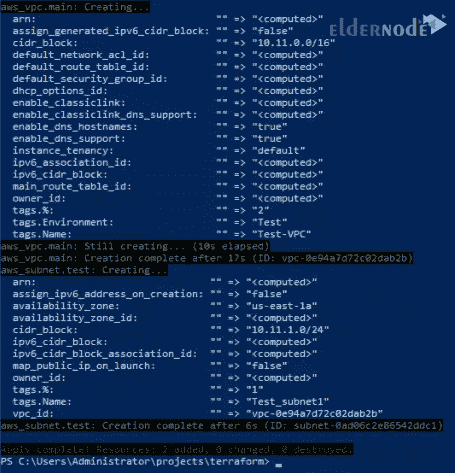 aws_vpc.main: Creating...
ELDERNODE
arn: "" => "<computed>"
assign_generated_ipv6_cidr_block: "" => "false"
cidr_block: "" => "10.11.0.0/16"
default_network_acl_id: "" => "<computed>"
default_route_table_id: "" => "<computed>"
default_security_group_id: "" => "<computed>"
dhcp_options_id: "" => "<computed>"
enable_classiclink: "" => "<computed>"
enable_classiclink_dns_support: "" => "<computed>"
enable_dns_hostnames: "" => "true"
enable_dns_support: "" => "true"
instance_tenancy: "" => "default"
ipv6_association_id: "" => "<computed>"
ipv6_cidr_block: "" => "<computed>"
main_route_table_id: "" => "<computed>"
owner_id: "" => "<computed>"
tags.%: "" => "2"
tags.Environment: "" => "Test"
tags.Name: "" => "Test-VPC"
aws_vpc.main: Still creating... (10s elapsed)
aws_vpc.main: Creation complete after 17s (ID: vpc-0e94a7d72c02dab2b)
aws_subnet.test: Creating...
arn: "" => "<computed>"
assign_ipv6_address_on_creation: "" => "false"
availability_zone: "" => "us-east-1a"
availability_zone_id: "" => "<computed>"
cidr_block: "" => "10.11.1.0/24"
ipv6_cidr_block: "" => "<computed>"
ipv6_cidr_block_association_id: "" => "<computed>"
map_public_ip_on_launch: "" => "false"
owner_id: "" => "<computed>"
tags.%: "" => "1"
tags.Name: "" => "Test_subnet1"
vpc_id: "" => "vpc-0e94a7d72c02dab2b"
aws_subnet.test: Creation complete after 6s (ID: subnet-0ad06c2e86542ddc1)
Apply complete! Resources: 2 added, 0 changed, 0 destroyed.
PS C:\Users\Administrator\projects\terraform>